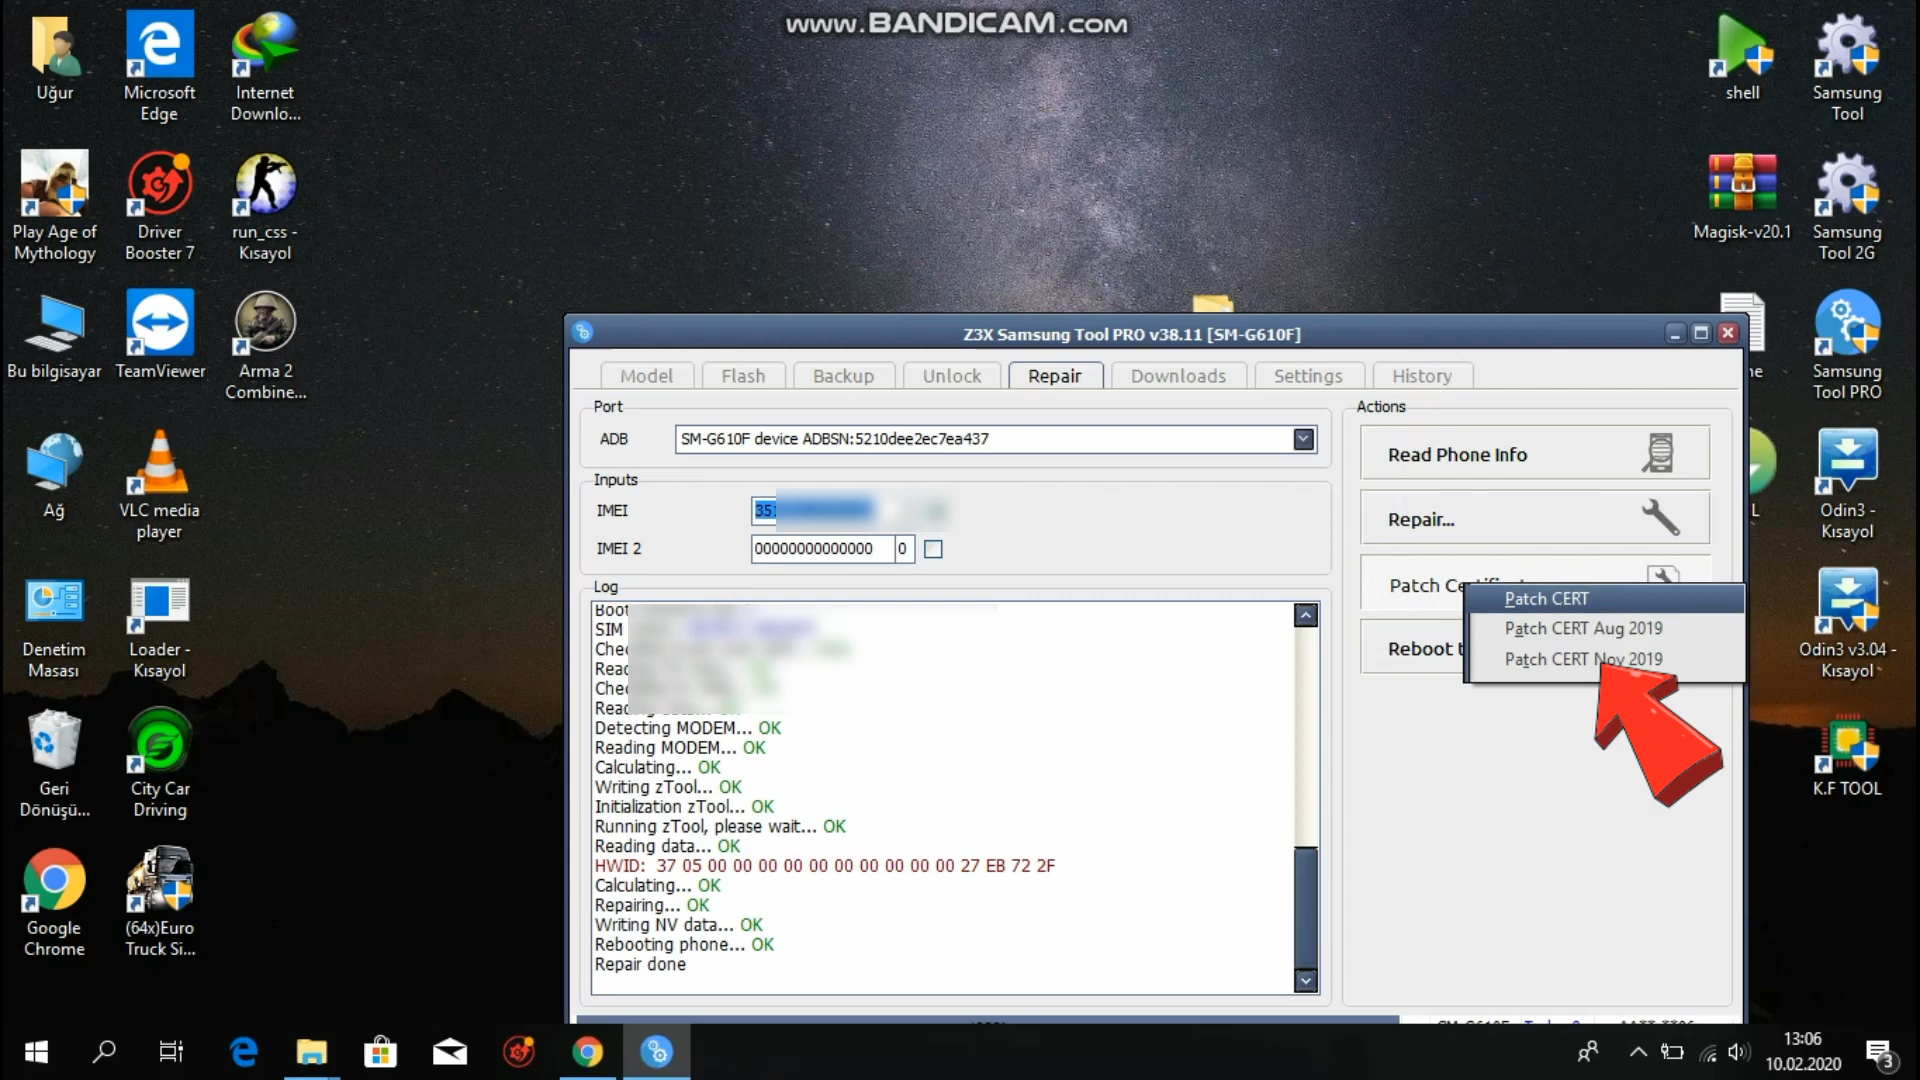 www.BANDICAM.com
Uğur
Microsoft
Edge
Internet
Downlo...
shell
Samsung
Tool
Play Age of
Mythology
Driver
Booster 7
run_css -
Kısayol
Magisk-v20.1
Samsung
Tool 2G
Bu bilgisayar
TeamViewer
Arma 2
Combine...
Samsung
Tool PRO
Ağ
VLC media
player
Odin3 -
Kısayol
Denetim
Masası
Loader -
Kısayol
Odin3 v3.04 -
Kısayol
Geri
Dönüşü...
City Car
Driving
K.F TOOL
Google
Chrome
(64x)Euro
Truck Si...
Z3X Samsung Tool PRO v38.11 [SM-G610F]
Model
Flash
Backup
Unlock
Repair
Downloads
Settings
History
Port
ADB
SM-G610F device ADBSN:5210dee2ec7ea437
Inputs
IMEI
IMEI 2
00000000000000
0
Log
Boot
SIM
Detecting MODEM... OK
Reading MODEM... OK
Calculating... OK
Writing zTool... OK
Initialization zTool... OK
Running zTool, please wait... OK
Reading data... OK
HWID: 37 05 00 00 00 00 00 00 00 00 00 00 27 EB 72 2F
Calculating... OK
Repairing... OK
Writing NV data... OK
Rebooting phone... OK
Repair done
Actions
Read Phone Info
Repair...
Patch
Reboot
Patch CERT
Patch CERT Aug 2019
Patch CERT Nov 2019
13:06
10.02.2020
3